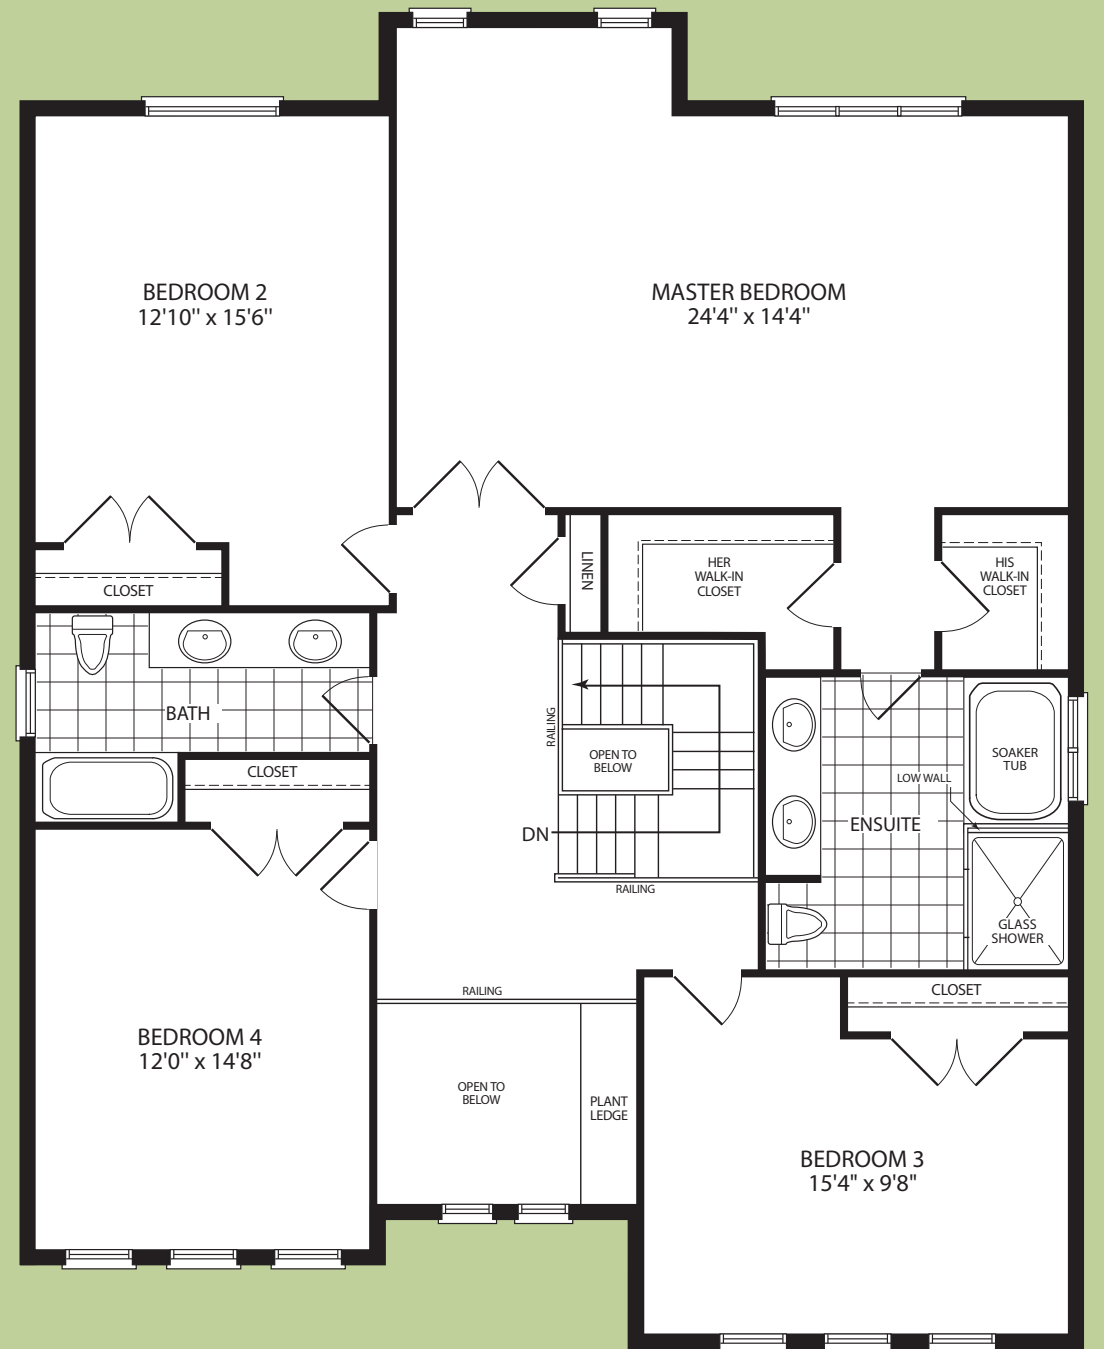 BEDROOM 2
12'10'' x 15'6''
MASTER BEDROOM
24'4'' x 14'4''
CLOSET
LINEN
HER
WALK-IN
CLOSET
HIS
WALK-IN
CLOSET
BATH
CLOSET
RAILING
OPEN TO
BELOW
DN
RAILING
SOAKER
TUB
LOW WALL
ENSUITE
GLASS
SHOWER
RAILING
CLOSET
BEDROOM 4
12'0'' x 14'8''
OPEN TO
BELOW
PLANT
LEDGE
BEDROOM 3
15'4" x 9'8"